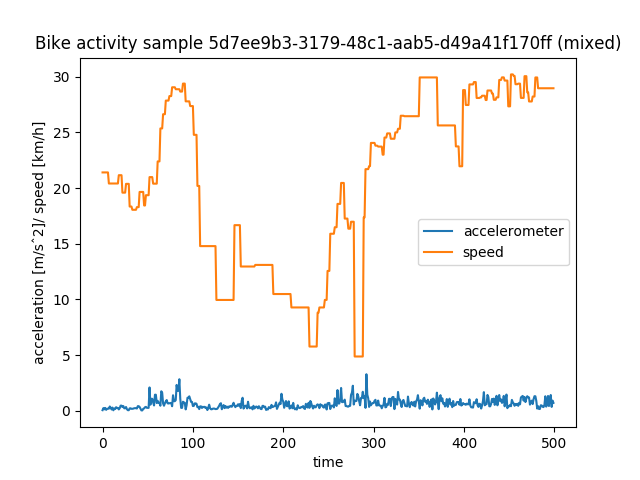 Bike activity sample 5d7ee9b3-3179-48c1-aab5-d49a41f170ff (mixed)
acceleration [m/s^2]/ speed [km/h]
30
25
20
15
10
5
0
accelerometer
speed
0
100
200
300
400
500
time